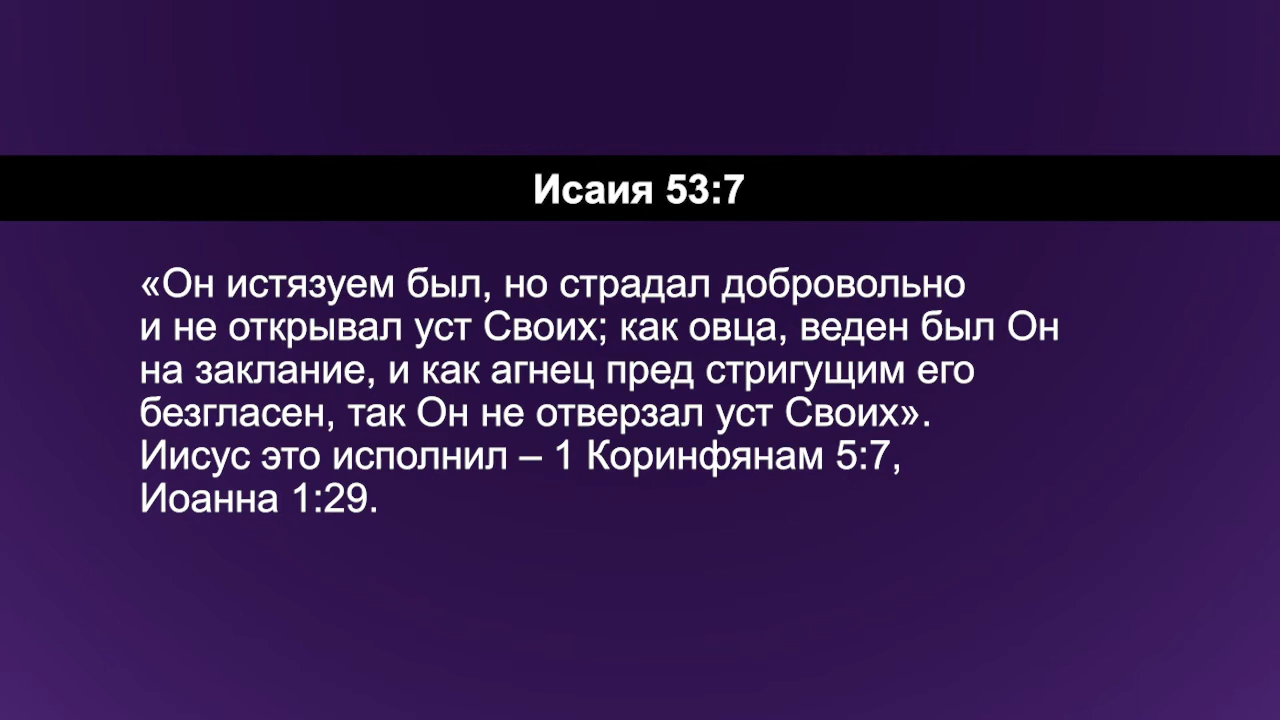 Исаия 53:7
«Он истязуем был, но страдал добровольно
и не открывал уст Своих; как овца, веден был Он
на заклание, и как агнец пред стригущим его
безгласен, так Он не отверзал уст Своих».
Иисус это исполнил – 1 Коринфянам 5:7,
Иоанна 1:29.